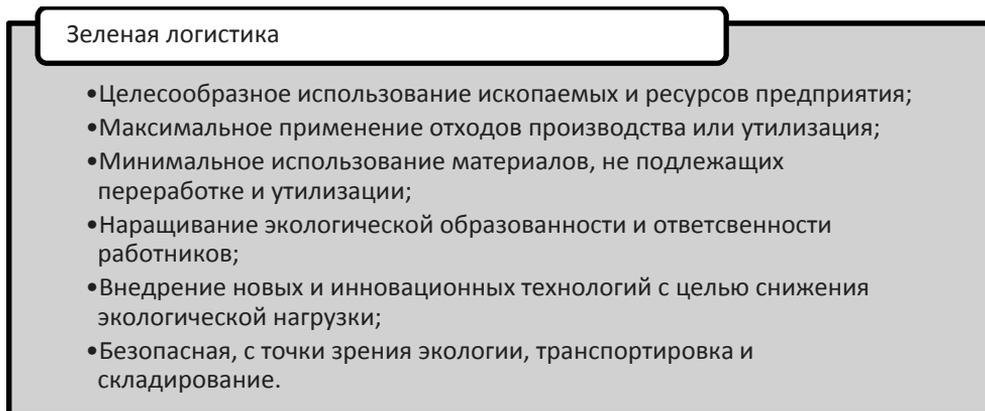 Зеленая логистика
•Целесообразное использование ископаемых и ресурсов предприятия;
•Максимальное применение отходов производства или утилизация;
•Минимальное использование материалов, не подлежащих
переработке и утилизации;
•Наращивание экологической образованности и ответсвенности
работников;
•Внедрение новых и инновационных технологий с целью снижения
экологической нагрузки;
•Безопасная, с точки зрения экологии, транспортировка и
складирование.